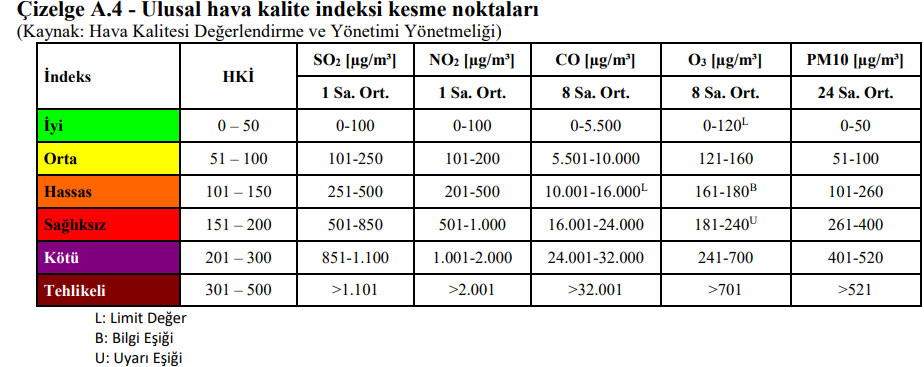 Çizelge A.4 - Ulusal hava kalite indeksi kesme noktaları
(Kaynak: Hava Kalitesi Değerlendirme ve Yönetimi Yönetmeliği)
İndeks HKİ SO₂ [µg/m³] NO₂ [µg/m³] CO [µg/m³] O₃ [µg/m³] PM10 [µg/m³]
1 Sa. Ort. 1 Sa. Ort. 8 Sa. Ort. 8 Sa. Ort. 24 Sa. Ort.
İyi 0 – 50 0-100 0-100 0-5.500 0-120ᴸ 0-50
Orta 51 – 100 101-250 101-200 5.501-10.000 121-160 51-100
Hassas 101 – 150 251-500 201-500 10.001-16.000ᴸ 161-180ᴮ 101-260
Sağlıksız 151 – 200 501-850 501-1.000 16.001-24.000 181-240ᵁ 261-400
Kötü 201 – 300 851-1.100 1.001-2.000 24.001-32.000 241-700 401-520
Tehlikeli 301 – 500 >1.101 >2.001 >32.001 >701 >521
L: Limit Değer
B: Bilgi Eşiği
U: Uyarı Eşiği